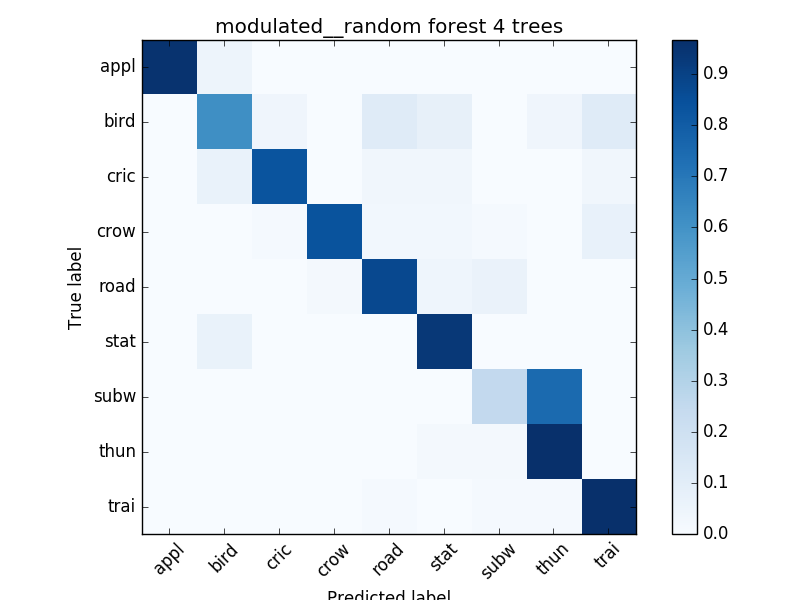 modulated__random forest 4 trees
appl
bird
cric
crow
road
stat
subw
thun
trai
True label
appl bird cric crow road stat subw thun trai
Predicted label
0.9
0.8
0.7
0.6
0.5
0.4
0.3
0.2
0.1
0.0